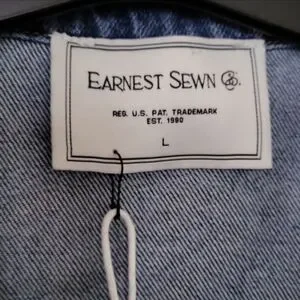 EARNEST SEWN
REG. U.S. PAT. TRADEMARK
EST. 1980
L